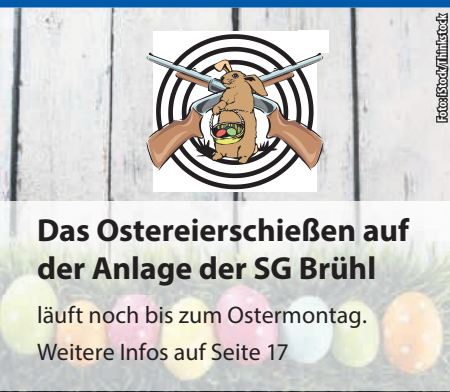 Foto: iStock/Thinkstock
Das Ostereierschießen auf
der Anlage der SG Brühl
läuft noch bis zum Ostermontag.
Weitere Infos auf Seite 17